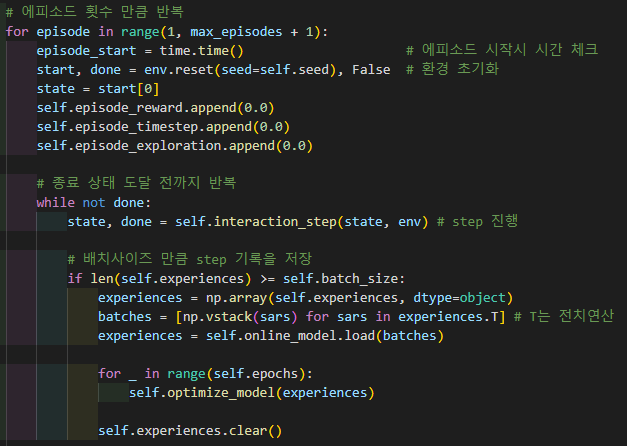 # 에피소드 횟수 만큼 반복
for episode in range(1, max_episodes + 1):
    episode_start = time.time()                     # 에피소드 시작시 시간 체크
    start, done = env.reset(seed=self.seed), False  # 환경 초기화
    state = start[0]
    self.episode_reward.append(0.0)
    self.episode_timestep.append(0.0)
    self.episode_exploration.append(0.0)

    # 종료 상태 도달 전까지 반복
    while not done:
        state, done = self.interaction_step(state, env) # step 진행

        # 배치사이즈 만큼 step 기록을 저장
        if len(self.experiences) >= self.batch_size:
            experiences = np.array(self.experiences, dtype=object)
            batches = [np.vstack(sars) for sars in experiences.T] # T는 전치연산
            experiences = self.online_model.load(batches)

            for _ in range(self.epochs):
                self.optimize_model(experiences)

            self.experiences.clear()